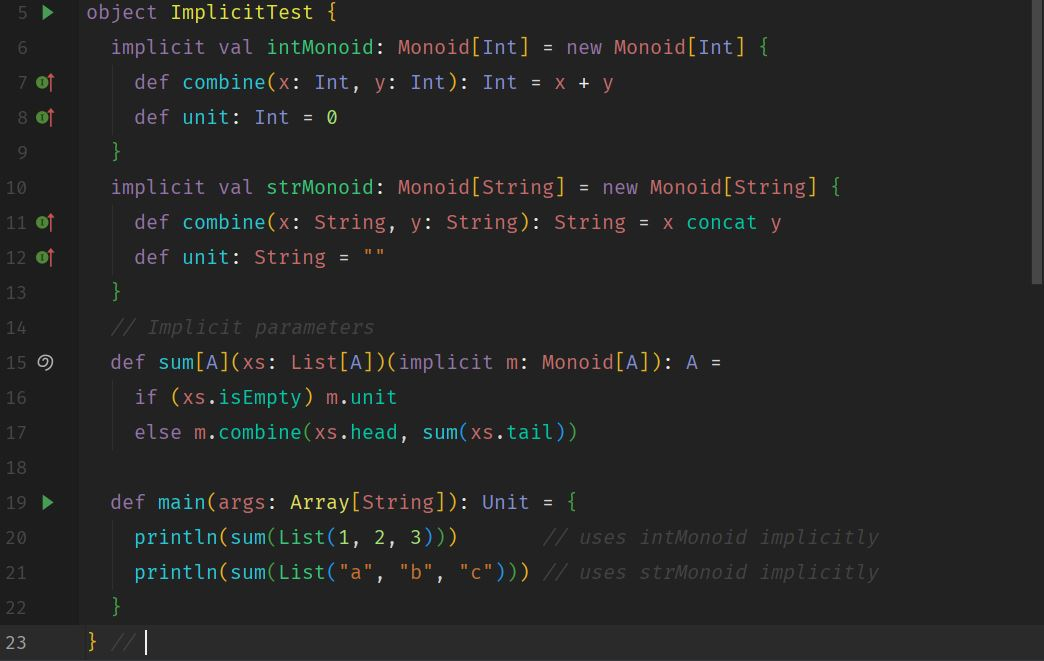 5 object ImplicitTest {
6   implicit val intMonoid: Monoid[Int] = new Monoid[Int] {
7     def combine(x: Int, y: Int): Int = x + y
8     def unit: Int = 0
9   }
10   implicit val strMonoid: Monoid[String] = new Monoid[String] {
11     def combine(x: String, y: String): String = x concat y
12     def unit: String = ""
13   }
14   // Implicit parameters
15   def sum[A](xs: List[A])(implicit m: Monoid[A]): A =
16     if (xs.isEmpty) m.unit
17     else m.combine(xs.head, sum(xs.tail))
18
19   def main(args: Array[String]): Unit = {
20     println(sum(List(1, 2, 3)))       // uses intMonoid implicitly
21     println(sum(List("a", "b", "c"))) // uses strMonoid implicitly
22   }
23 } //